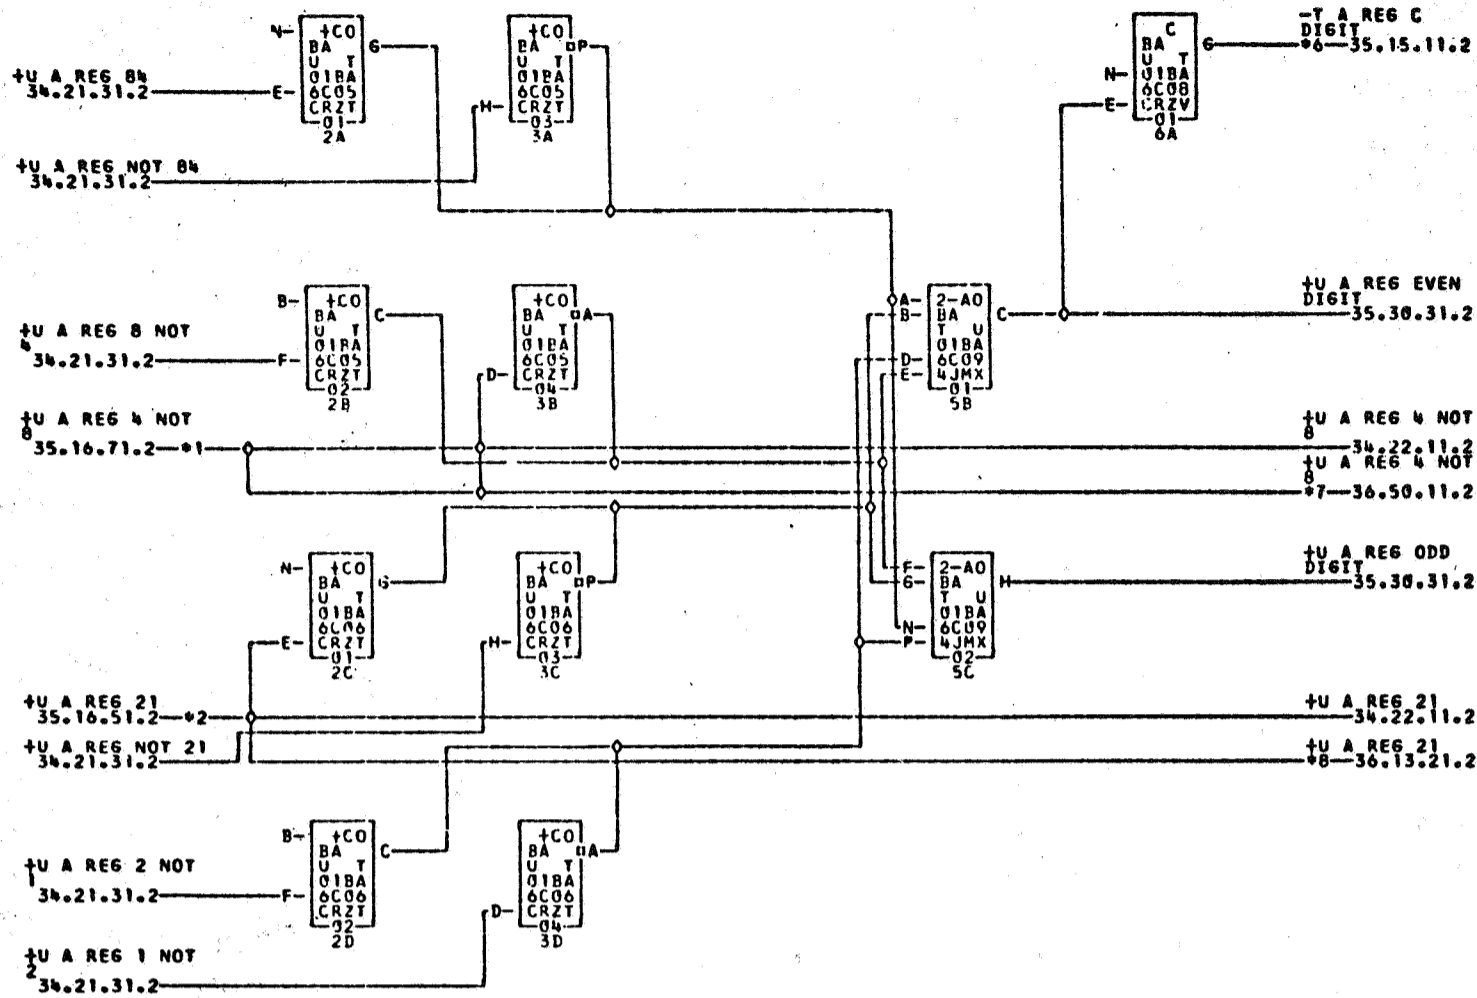 +U A REG 84
34.21.31.2
+U A REG NOT 84
34.21.31.2
+U A REG 8 NOT
4
34.21.31.2
+U A REG 4 NOT
8
35.16.71.2 *1
+U A REG 21
35.16.51.2 *2
+U A REG NOT 21
34.21.31.2
+U A REG 2 NOT
1
34.21.31.2
+U A REG 1 NOT
2
34.21.31.2
N-
E-
+CO
BA
U T
01BA
6C05
CRZT
01
2A
G
H-
+CO
BA
U T
01BA
6C05
CRZT
03
3A
P
B-
F-
+CO
BA
U T
01BA
6C05
CRZT
02
2B
C
D-
+CO
BA
U T
01BA
6C05
CRZT
04
3B
A
N-
E-
+CO
BA
U T
01BA
6C06
CRZT
01
2C
G
H-
+CO
BA
U T
01BA
6C06
CRZT
03
3C
P
B-
F-
+CO
BA
U T
01BA
6C06
CRZT
02
2D
C
D-
+CO
BA
U T
01BA
6C06
CRZT
04
3D
A
A-
B-
D-
E-
2-AO
BA
T U
01BA
6C09
4JMX
01
5B
C
F-
G-
N-
P-
2-AO
BA
T U
01BA
6C09
4JMX
02
5C
H
N-
E-
C
BA
U T
01BA
6C08
CRZV
01
6A
G
-T A REG C
DIGIT
*6 35.15.11.2
+U A REG EVEN
DIGIT
35.30.31.2
+U A REG 4 NOT
8
34.22.11.2
+U A REG 4 NOT
8
*7 36.50.11.2
+U A REG ODD
DIGIT
35.30.31.2
+U A REG 21
34.22.11.2
+U A REG 21
*8 36.13.21.2